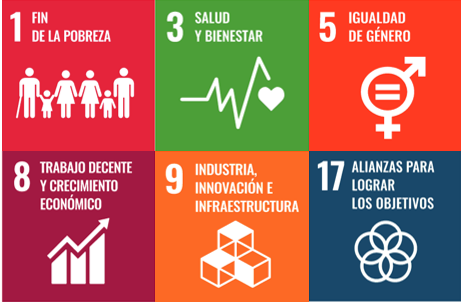 1 FIN
DE LA POBREZA
3 SALUD
Y BIENESTAR
5 IGUALDAD
DE GÉNERO
8 TRABAJO DECENTE
Y CRECIMIENTO
ECONÓMICO
9 INDUSTRIA,
INNOVACIÓN E
INFRAESTRUCTURA
17 ALIANZAS PARA
LOGRAR
LOS OBJETIVOS